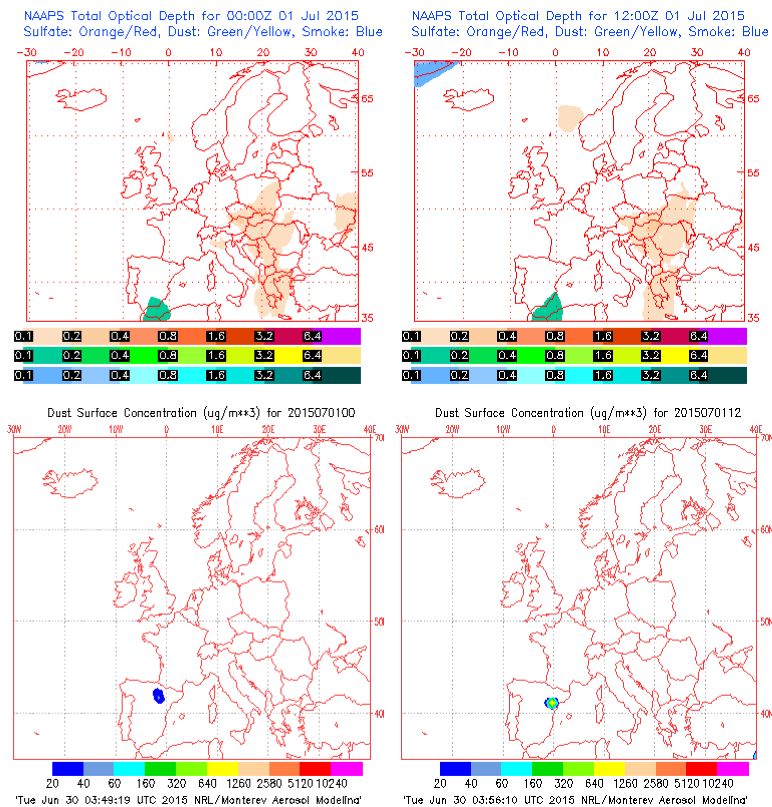 NAAPS Total Optical Depth for 00:00Z 01 Jul 2015
Sulfate: Orange/Red, Dust: Green/Yellow, Smoke: Blue
-30 -20 -10 0 10 20 30 40
65
55
45
35
0.1 0.2 0.4 0.8 1.6 3.2 6.4
0.1 0.2 0.4 0.8 1.6 3.2 6.4
0.1 0.2 0.4 0.8 1.6 3.2 6.4
NAAPS Total Optical Depth for 12:00Z 01 Jul 2015
Sulfate: Orange/Red, Dust: Green/Yellow, Smoke: Blue
-30 -20 -10 0 10 20 30 40
65
55
45
35
0.1 0.2 0.4 0.8 1.6 3.2 6.4
0.1 0.2 0.4 0.8 1.6 3.2 6.4
0.1 0.2 0.4 0.8 1.6 3.2 6.4
Dust Surface Concentration (ug/m**3) for 2015070100
30W 20W 10W 0 10E 20E 30E 40E
70N
60N
50N
40N
20 40 60 160 320 640 1260 2580 5120 10240
'Tue Jun 30 03:49:19 UTC 2015 NRL/Monterey Aerosol Modeling'
Dust Surface Concentration (ug/m**3) for 2015070112
30W 20W 10W 0 10E 20E 30E 40E
70N
60N
50N
40N
20 40 60 160 320 640 1260 2580 5120 10240
'Tue Jun 30 03:56:10 UTC 2015 NRL/Monterey Aerosol Modeling'